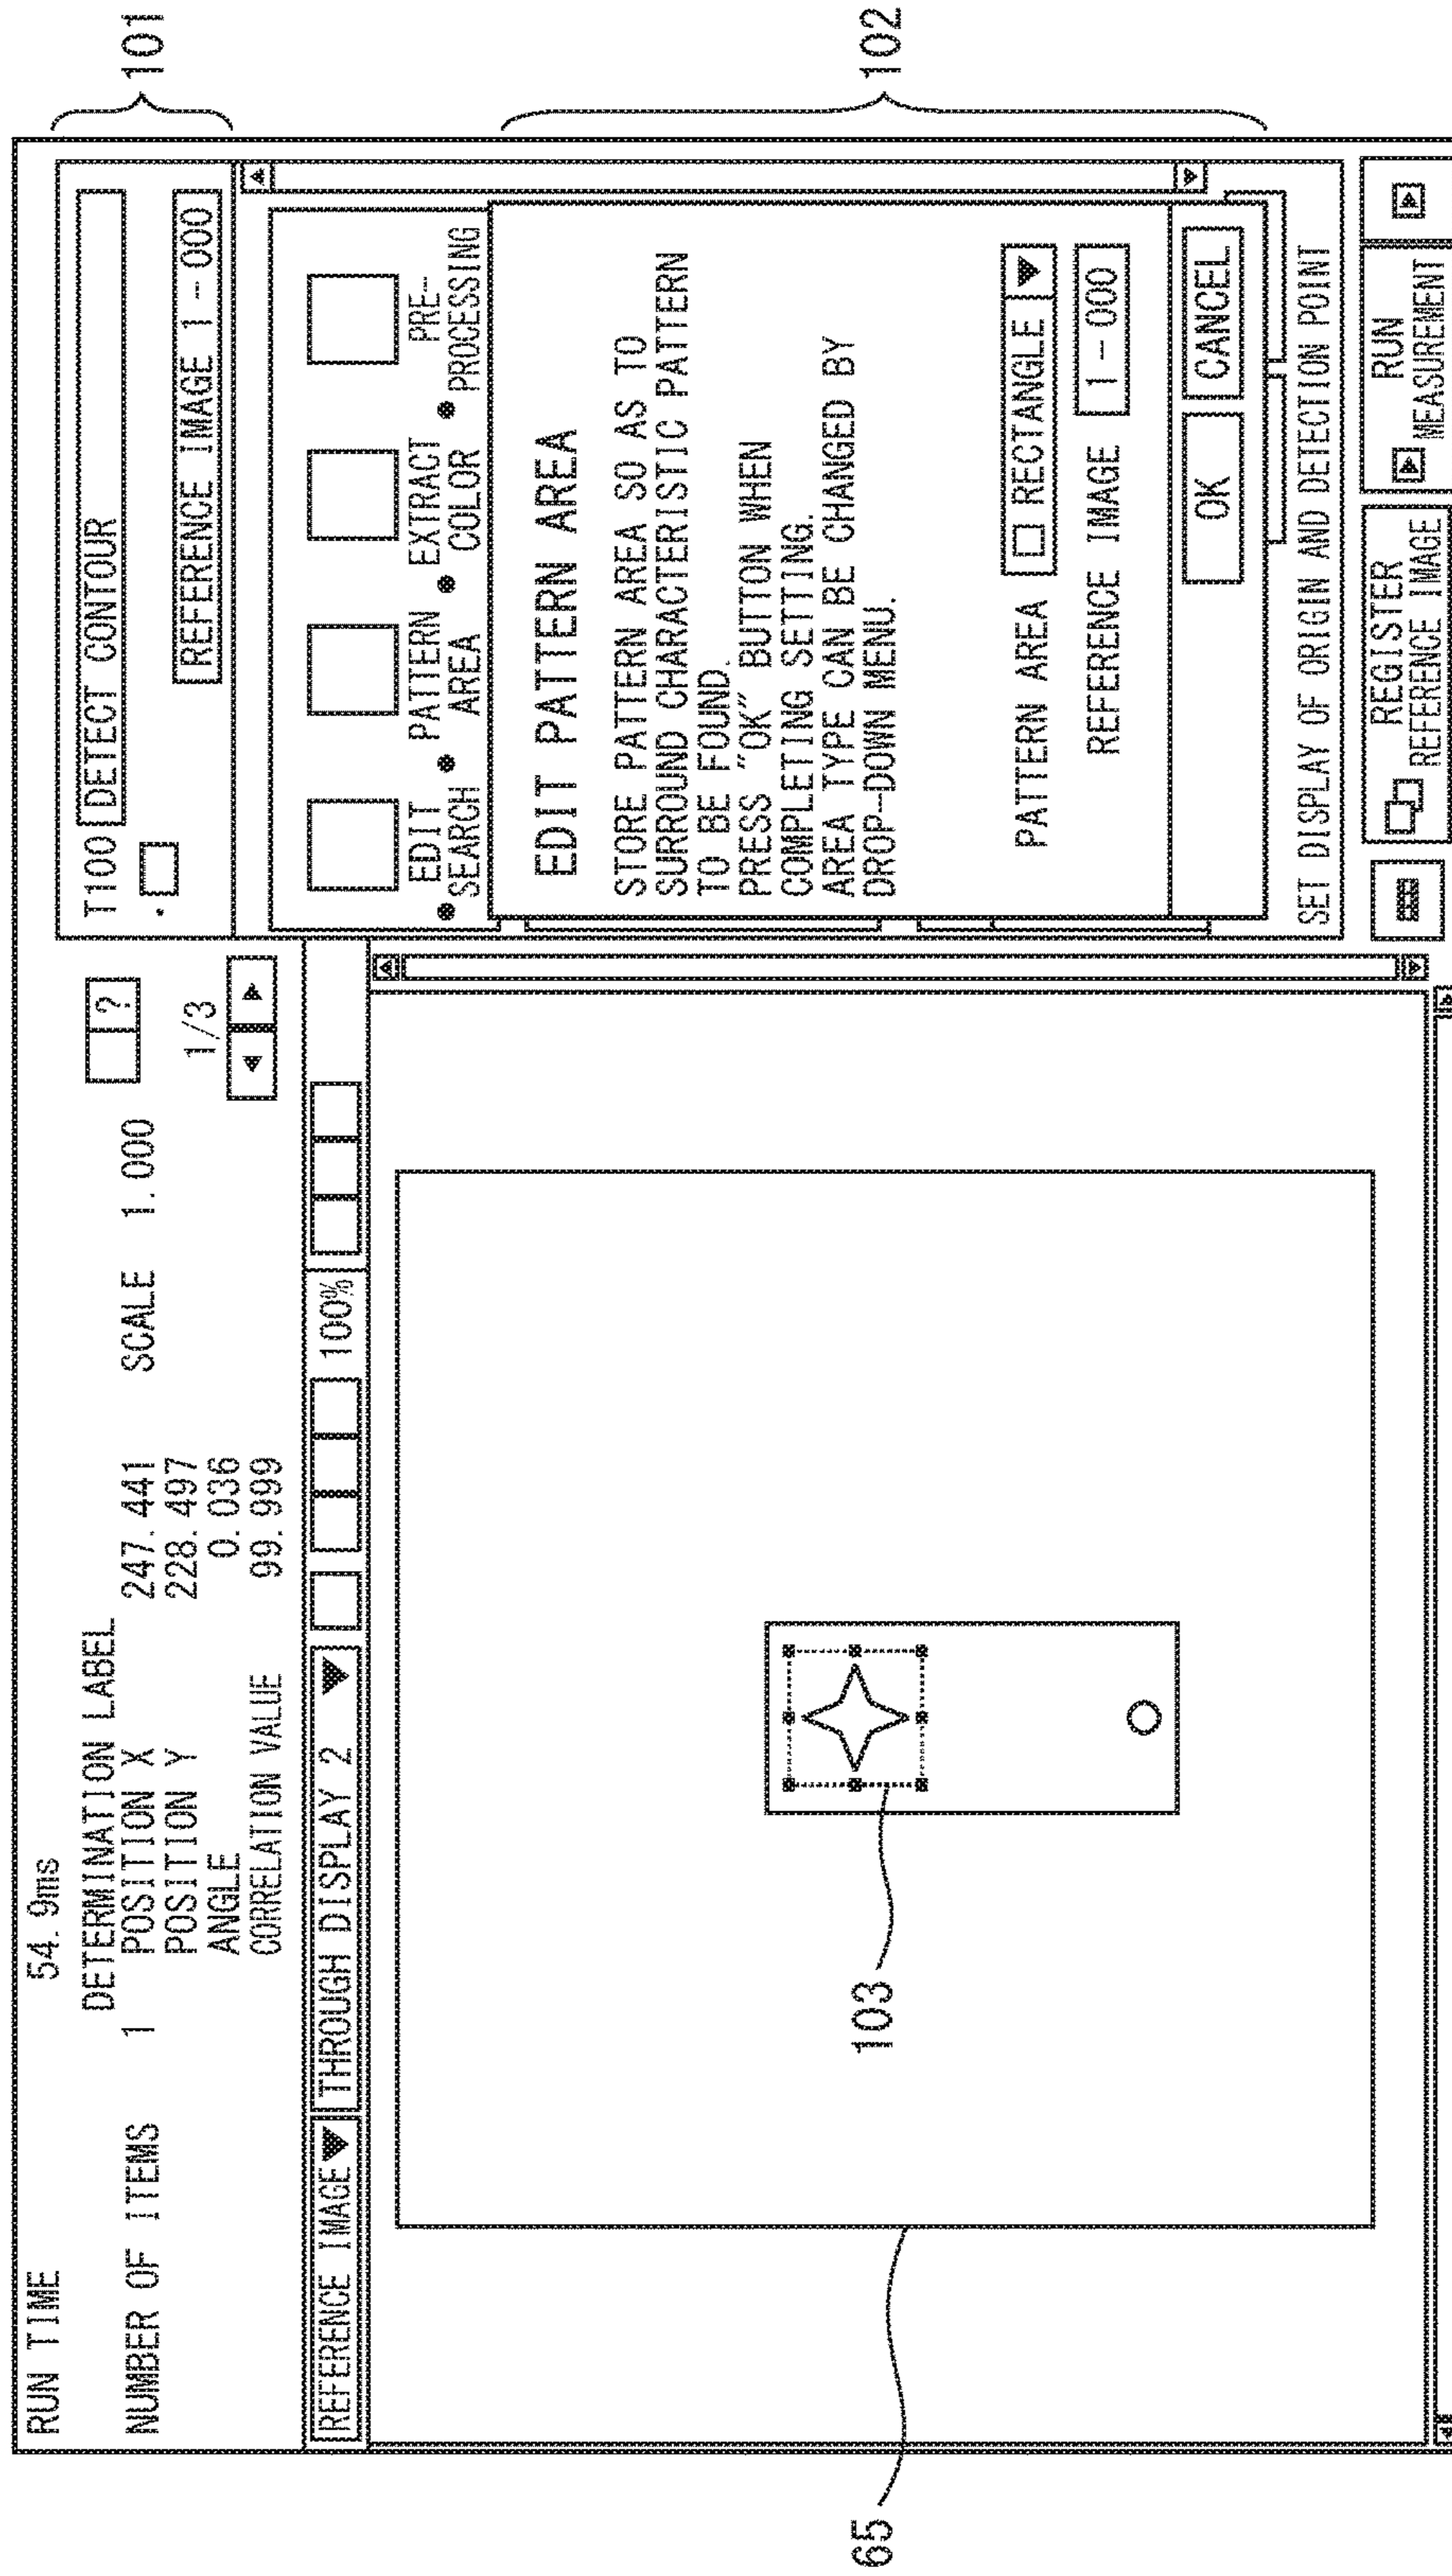 RUN TIME 54.9ms
DETERMINATION LABEL
NUMBER OF ITEMS 1 POSITION X 247.441 SCALE 1.000
POSITION Y 228.497
ANGLE 0.036
CORRELATION VALUE 99.999
?
1/3
REFERENCE IMAGE THROUGH DISPLAY 2 100%
T100 DETECT CONTOUR
REFERENCE IMAGE 1-000
101
EDIT SEARCH
PATTERN AREA
EXTRACT COLOR
PRE-PROCESSING
EDIT PATTERN AREA
STORE PATTERN AREA SO AS TO
SURROUND CHARACTERISTIC PATTERN
TO BE FOUND.
PRESS "OK" BUTTON WHEN
COMPLETING SETTING.
AREA TYPE CAN BE CHANGED BY
DROP-DOWN MENU.
PATTERN AREA RECTANGLE
REFERENCE IMAGE 1-000
OK CANCEL
102
SET DISPLAY OF ORIGIN AND DETECTION POINT
REGISTER
REFERENCE IMAGE
RUN
MEASUREMENT
103
65